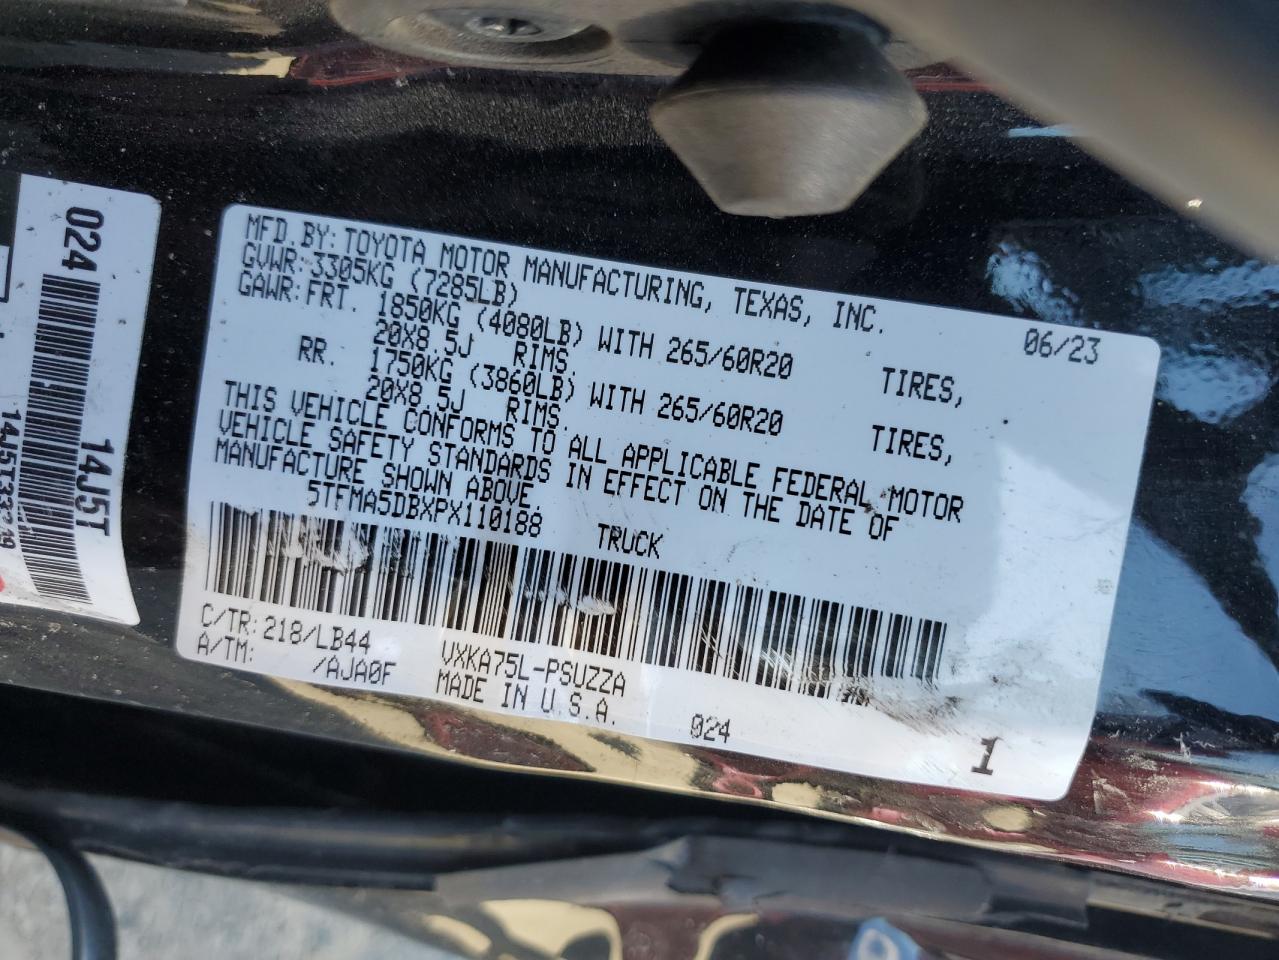 024
14J5T
MFD. BY: TOYOTA MOTOR MANUFACTURING, TEXAS, INC. 06/23
GVWR: 3305KG (7285LB)
GAWR: FRT. 1850KG (4080LB) WITH 265/60R20 TIRES,
20X8.5J RIMS.
RR. 1750KG (3860LB) WITH 265/60R20 TIRES,
20X8.5J RIMS.
THIS VEHICLE CONFORMS TO ALL APPLICABLE FEDERAL MOTOR
VEHICLE SAFETY STANDARDS IN EFFECT ON THE DATE OF
MANUFACTURE SHOWN ABOVE.
5TFMA5DBXPX110188 TRUCK
C/TR: 218/LB44 VXKA75L-PSUZZA
A/TM: /AJA0F MADE IN U.S.A. 024 1